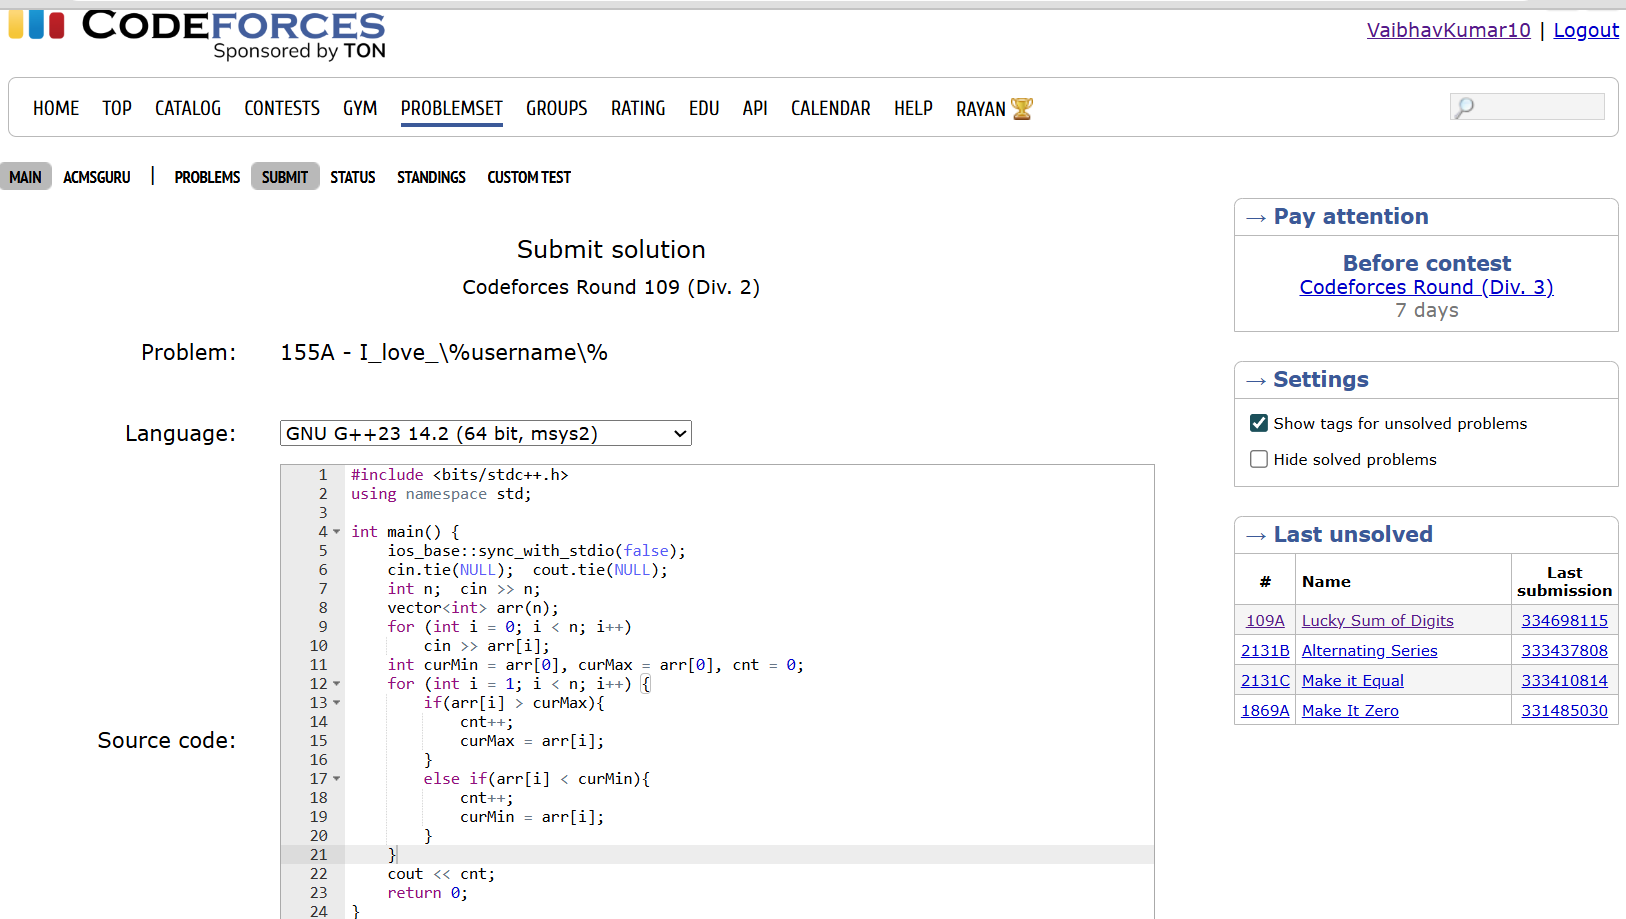 CODEFORCES
Sponsored by TON
VaibhavKumar10 | Logout
HOME TOP CATALOG CONTESTS GYM PROBLEMSET GROUPS RATING EDU API CALENDAR HELP RAYAN
MAIN ACMSGURU | PROBLEMS SUBMIT STATUS STANDINGS CUSTOM TEST
Submit solution
Codeforces Round 109 (Div. 2)
Problem: 155A - I_love_\%username\%
Language: GNU G++23 14.2 (64 bit, msys2)
Source code:
1 #include <bits/stdc++.h>
2 using namespace std;
3
4 int main() {
5     ios_base::sync_with_stdio(false);
6     cin.tie(NULL);  cout.tie(NULL);
7     int n;  cin >> n;
8     vector<int> arr(n);
9     for (int i = 0; i < n; i++)
10         cin >> arr[i];
11     int curMin = arr[0], curMax = arr[0], cnt = 0;
12     for (int i = 1; i < n; i++) {
13         if(arr[i] > curMax){
14             cnt++;
15             curMax = arr[i];
16         }
17         else if(arr[i] < curMin){
18             cnt++;
19             curMin = arr[i];
20         }
21     }
22     cout << cnt;
23     return 0;
24 }
→ Pay attention
Before contest
Codeforces Round (Div. 3)
7 days
→ Settings
Show tags for unsolved problems
Hide solved problems
→ Last unsolved
# Name Last submission
109A Lucky Sum of Digits 334698115
2131B Alternating Series 333437808
2131C Make it Equal 333410814
1869A Make It Zero 331485030